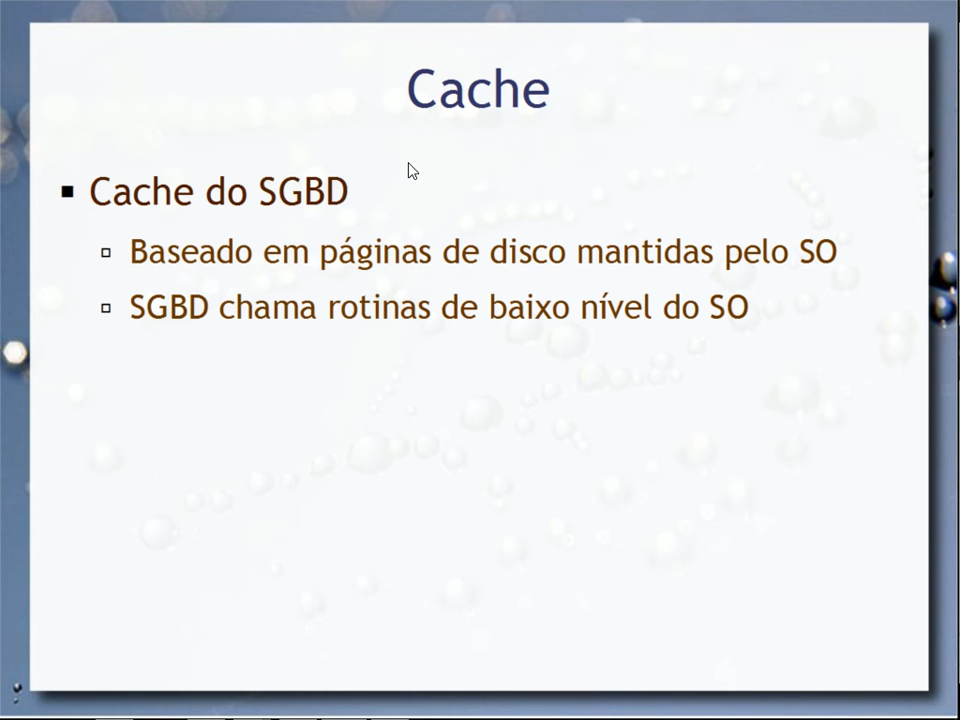 Cache
Cache do SGBD
Baseado em páginas de disco mantidas pelo SO
SGBD chama rotinas de baixo nível do SO